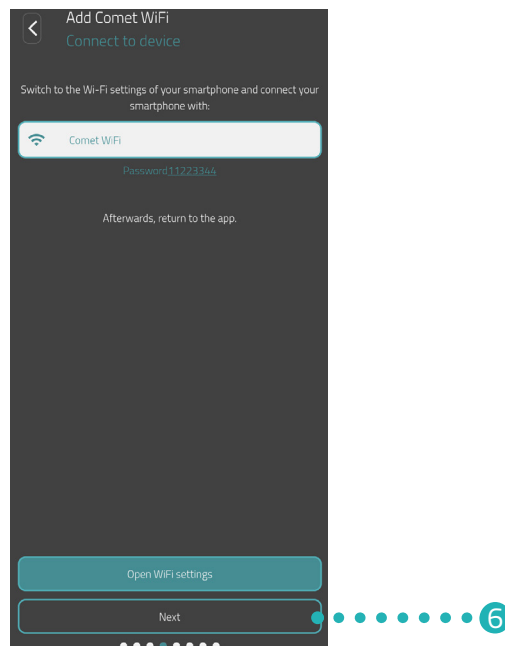 Add Comet WiFi
Connect to device
Switch to the Wi-Fi settings of your smartphone and connect your
smartphone with:
Comet WiFi
Password11223344
Afterwards, return to the app.
Open WiFi settings
Next
6